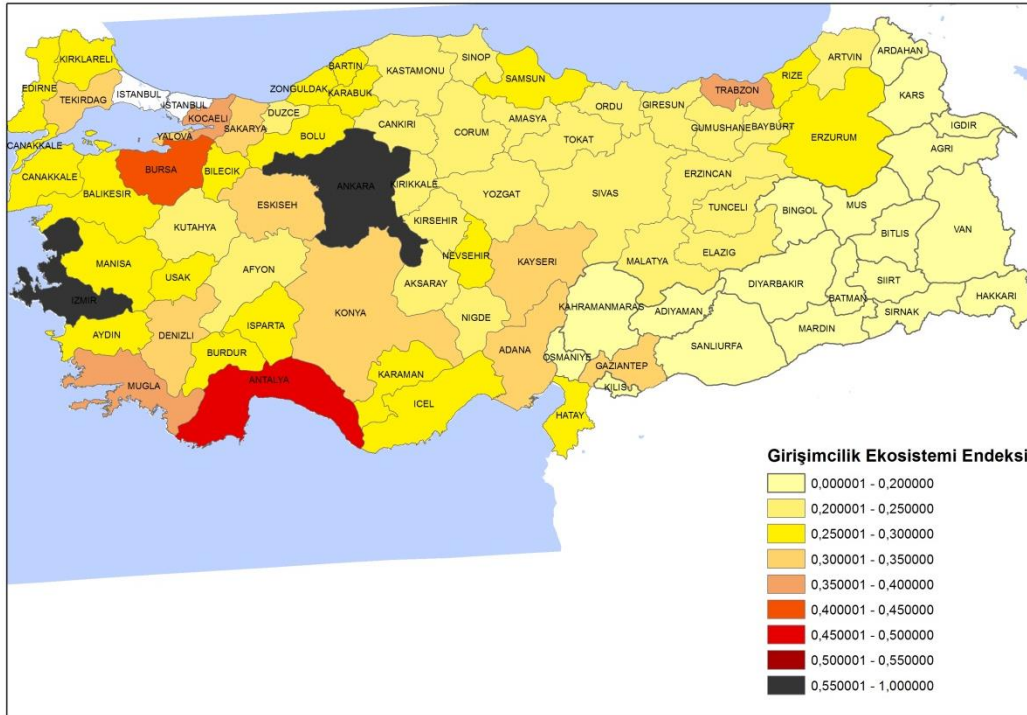 KIRKLARELI
EDIRNE
TEKIRDAG
ISTANBUL
ISTANBUL
KOCAELI
YALOVA
SAKARYA
DUZCE
ZONGULDAK
BARTIN
KARABUK
KASTAMONU
SINOP
SAMSUN
BOLU
CANKIRI
CORUM
AMASYA
ORDU
TOKAT
GIRESUN
TRABZON
RIZE
ARTVIN
ARDAHAN
KARS
GUMUSHANE
BAYBURT
ERZURUM
IGDIR
AGRI
CANAKKALE
CANAKKALE
BALIKESIR
BURSA
BILECIK
ESKISEH
ANKARA
KIRIKKALE
YOZGAT
SIVAS
ERZINCAN
TUNCELI
BINGOL
MUS
BITLIS
VAN
KUTAHYA
KIRSEHIR
NEVSEHIR
KAYSERI
MALATYA
ELAZIG
DIYARBAKIR
BATMAN
SIIRT
SIRNAK
HAKKARI
IZMIR
MANISA
USAK
AFYON
AKSARAY
NIGDE
KAHRAMANMARAS
ADIYAMAN
MARDIN
SANLIURFA
AYDIN
DENIZLI
ISPARTA
KONYA
ADANA
OSMANIYE
GAZIANTEP
KILIS
MUGLA
BURDUR
ANTALYA
KARAMAN
ICEL
HATAY
Girişimcilik Ekosistemi Endeksi
0,000001 - 0,200000
0,200001 - 0,250000
0,250001 - 0,300000
0,300001 - 0,350000
0,350001 - 0,400000
0,400001 - 0,450000
0,450001 - 0,500000
0,500001 - 0,550000
0,550001 - 1,000000